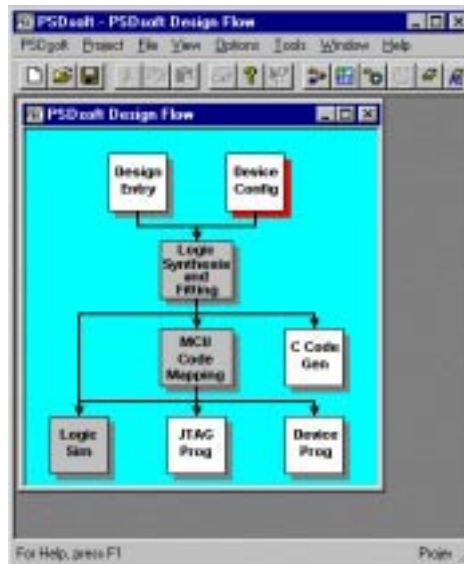 PSDsoft - PSDsoft Design Flow
PSDsoft Project File View Options Tools Window Help
PSDsoft Design Flow
Design
Entry
Device
Config
Logic
Synthesis
and
Fitting
MCU
Code
Mapping
C Code
Gen
Logic
Sim
JTAG
Prog
Device
Prog
For Help, press F1
Projec